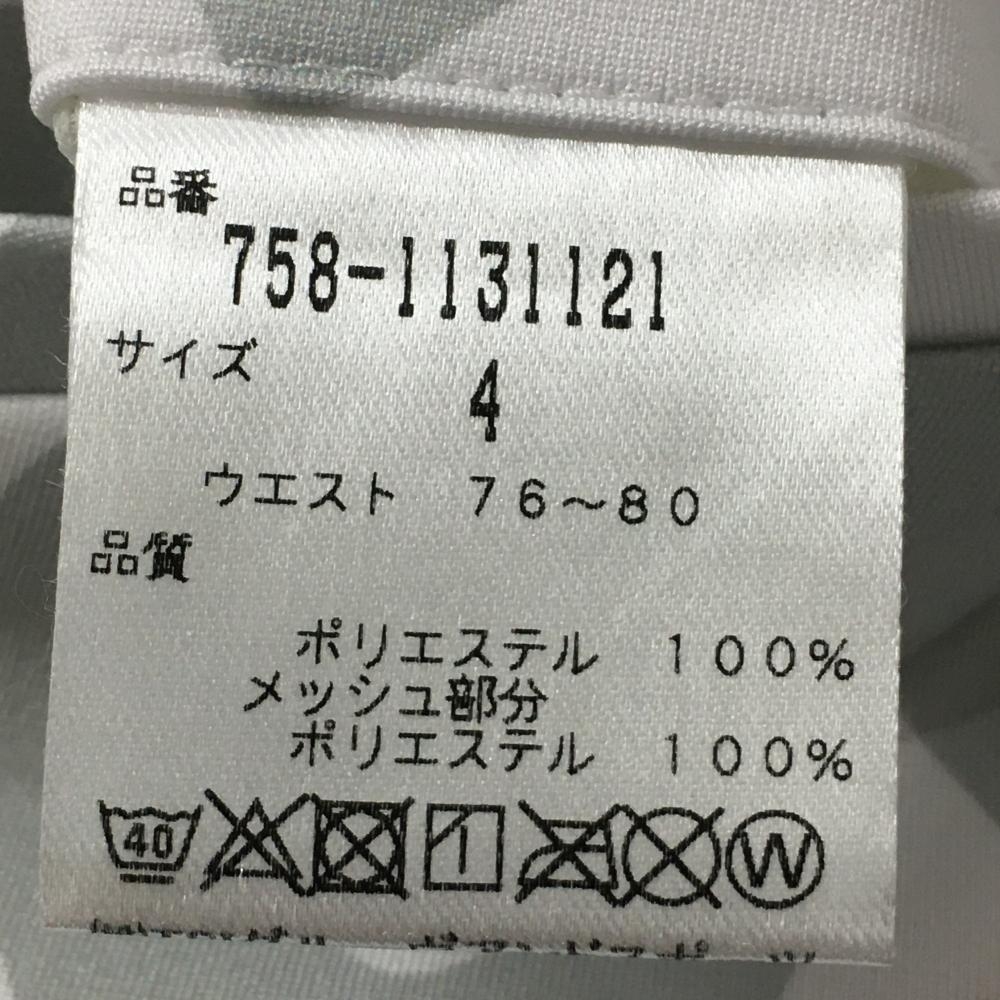 品番
758-1131121
サイズ
4
ウエスト　７６～８０
品質
ポリエステル　１００％
メッシュ部分
ポリエステル　１００％
40
W